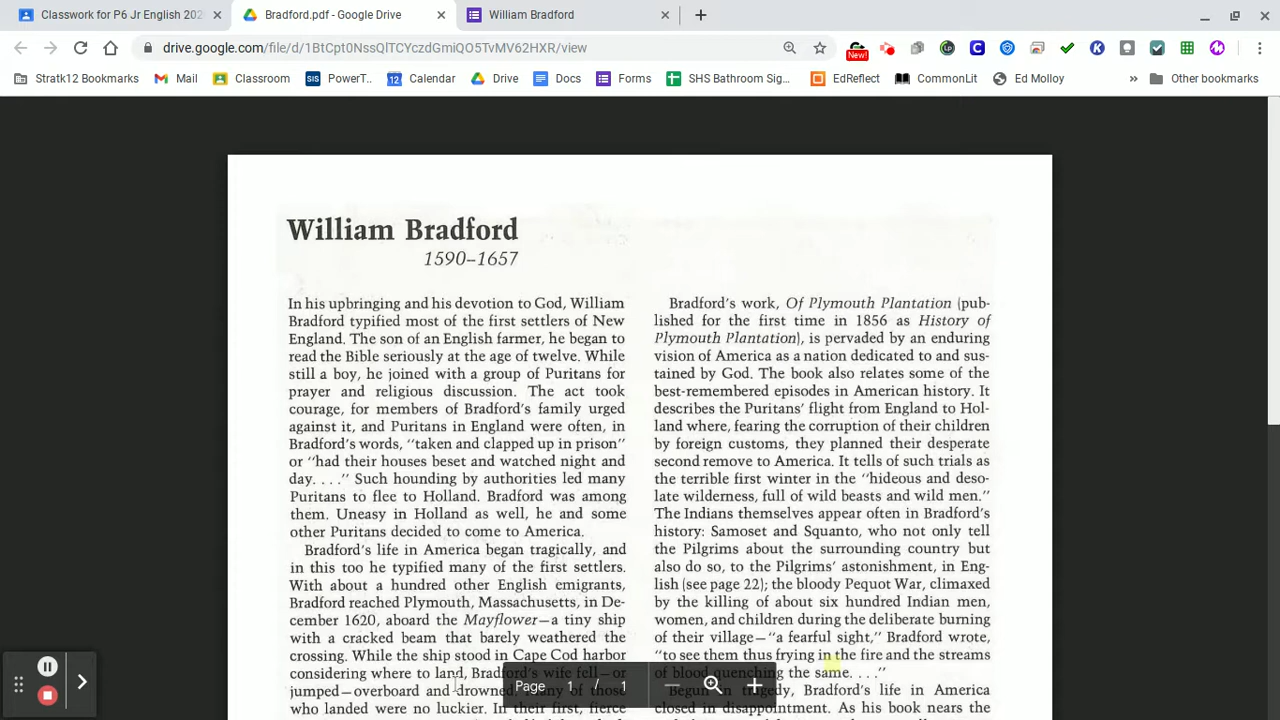 Classwork for P6 Jr English 202
Bradford.pdf - Google Drive
William Bradford
drive.google.com/file/d/1BtCpt0NssQlTCYczdGmiQO5TvMV62HXR/view
New!
Stratk12 Bookmarks
Mail
Classroom
SIS
PowerT..
12
Calendar
Drive
Docs
Forms
SHS Bathroom Sig...
EdReflect
CommonLit
Ed Molloy
»
Other bookmarks
William Bradford
1590–1657
In his upbringing and his devotion to God, William
Bradford typified most of the first settlers of New
England. The son of an English farmer, he began to
read the Bible seriously at the age of twelve. While
still a boy, he joined with a group of Puritans for
prayer and religious discussion. The act took
courage, for members of Bradford's family urged
against it, and Puritans in England were often, in
Bradford's words, "taken and clapped up in prison"
or "had their houses beset and watched night and
day. . . ." Such hounding by authorities led many
Puritans to flee to Holland. Bradford was among
them. Uneasy in Holland as well, he and some
other Puritans decided to come to America.
Bradford's life in America began tragically, and
in this too he typified many of the first settlers.
With about a hundred other English emigrants,
Bradford reached Plymouth, Massachusetts, in De-
cember 1620, aboard the Mayflower—a tiny ship
with a cracked beam that barely weathered the
crossing. While the ship stood in Cape Cod harbor
considering where to land, Bradford's wife fell—or
jumped—overboard and drowned. Many of those
who landed were no luckier. In their first, fierce
Bradford's work, Of Plymouth Plantation (pub-
lished for the first time in 1856 as History of
Plymouth Plantation), is pervaded by an enduring
vision of America as a nation dedicated to and sus-
tained by God. The book also relates some of the
best-remembered episodes in American history. It
describes the Puritans' flight from England to Hol-
land where, fearing the corruption of their children
by foreign customs, they planned their desperate
second remove to America. It tells of such trials as
the terrible first winter in the "hideous and deso-
late wilderness, full of wild beasts and wild men."
The Indians themselves appear often in Bradford's
history: Samoset and Squanto, who not only tell
the Pilgrims about the surrounding country but
also do so, to the Pilgrims' astonishment, in Eng-
lish (see page 22); the bloody Pequot War, climaxed
by the killing of about six hundred Indian men,
women, and children during the deliberate burning
of their village—"a fearful sight," Bradford wrote,
"to see them thus frying in the fire and the streams
of blood quenching the same. . . ."
Begun in tragedy, Bradford's life in America
closed in disappointment. As his book nears the
Page 1 / 1